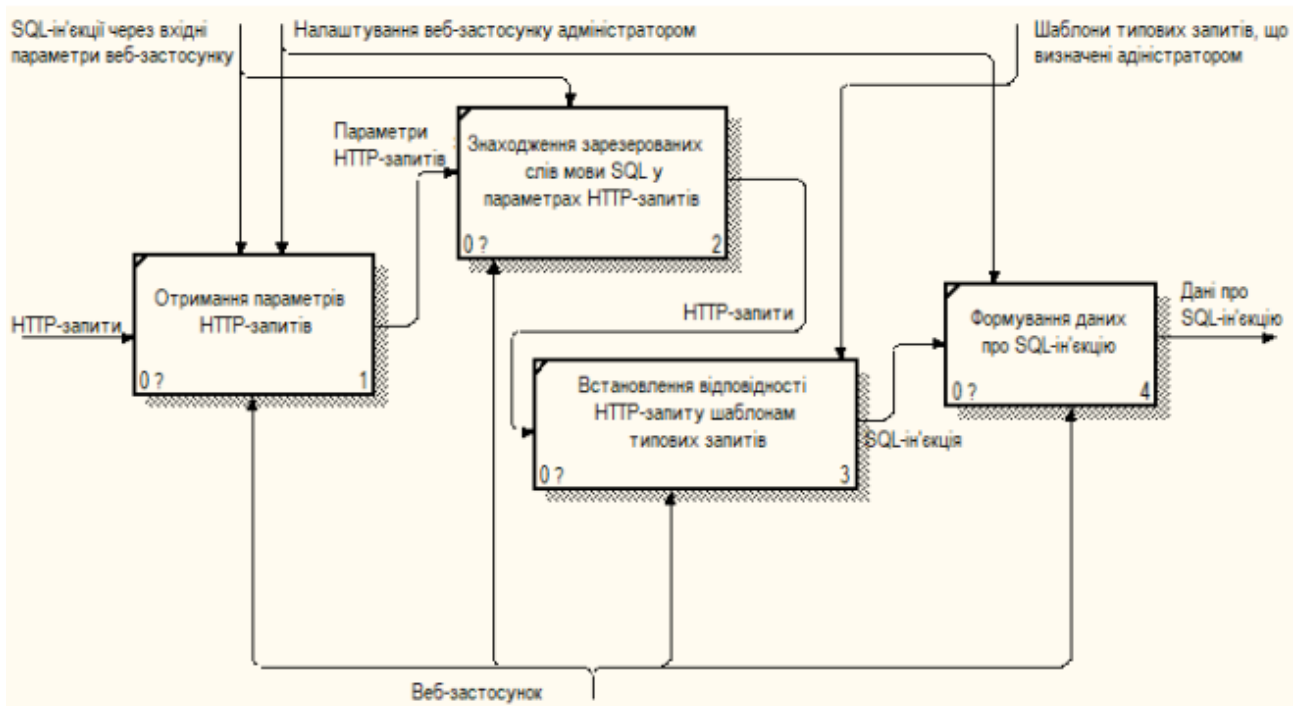 SQL-ін'єкції через вхідні
параметри веб-застосунку
Налаштування веб-застосунку адміністратором
Шаблони типових запитів, що
визначені адіністратором
Параметри
HTTP-запитів
Знаходження зарезерованих
слів мови SQL у
параметрах HTTP-запитів
0 ?
2
Отримання параметрів
HTTP-запитів
0 ?
1
HTTP-запити
HTTP-запити
Встановлення відповідності
HTTP-запиту шаблонам
типових запитів
0 ?
3
SQL-ін'єкція
Формування даних
про SQL-ін'єкцію
0 ?
4
Дані про
SQL-ін'єкцію
Веб-застосунок